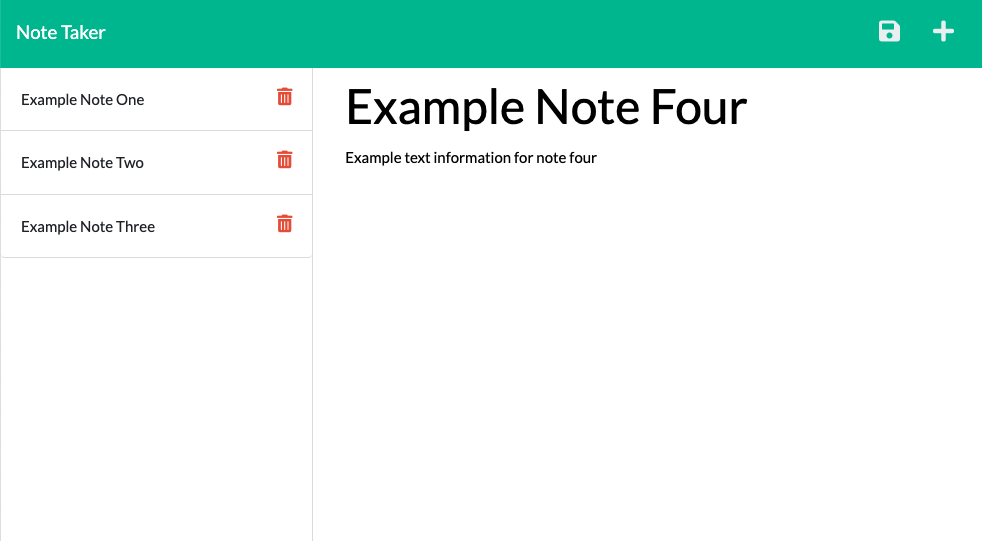 Note Taker
Example Note One
Example Note Two
Example Note Three
Example Note Four
Example text information for note four